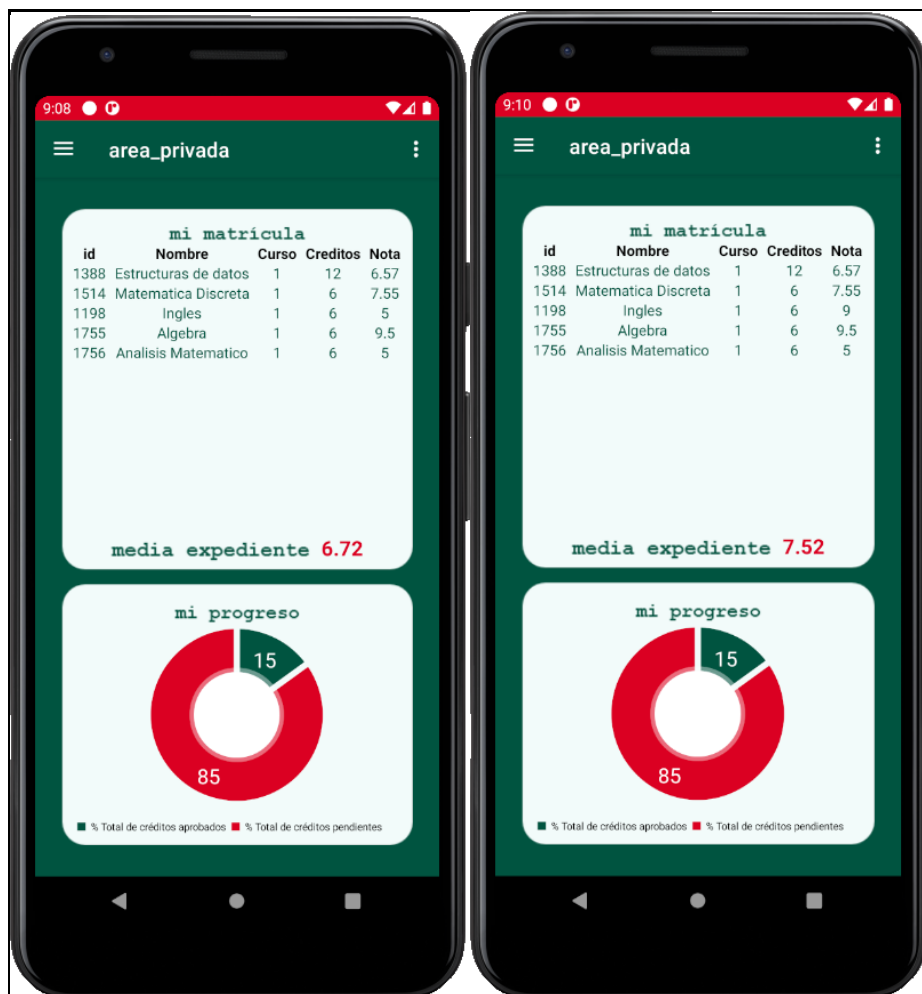 9:08
area_privada
mi matrícula
id Nombre Curso Creditos Nota
1388 Estructuras de datos 1 12 6.57
1514 Matematica Discreta 1 6 7.55
1198 Ingles 1 6 5
1755 Algebra 1 6 9.5
1756 Analisis Matematico 1 6 5
media expediente 6.72
mi progreso
15
85
% Total de créditos aprobados % Total de créditos pendientes
9:10
area_privada
mi matrícula
id Nombre Curso Creditos Nota
1388 Estructuras de datos 1 12 6.57
1514 Matematica Discreta 1 6 7.55
1198 Ingles 1 6 9
1755 Algebra 1 6 9.5
1756 Analisis Matematico 1 6 5
media expediente 7.52
mi progreso
15
85
% Total de créditos aprobados % Total de créditos pendientes